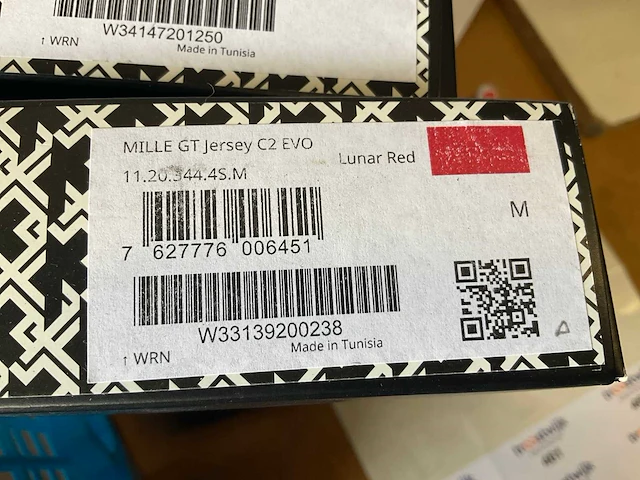 W34147201250
↑ WRN
Made in Tunisia
MILLE GT Jersey C2 EVO
Lunar Red
11.20.344.4S.M
M
7 627776 006451
W33139200238
Made in Tunisia
↑ WRN